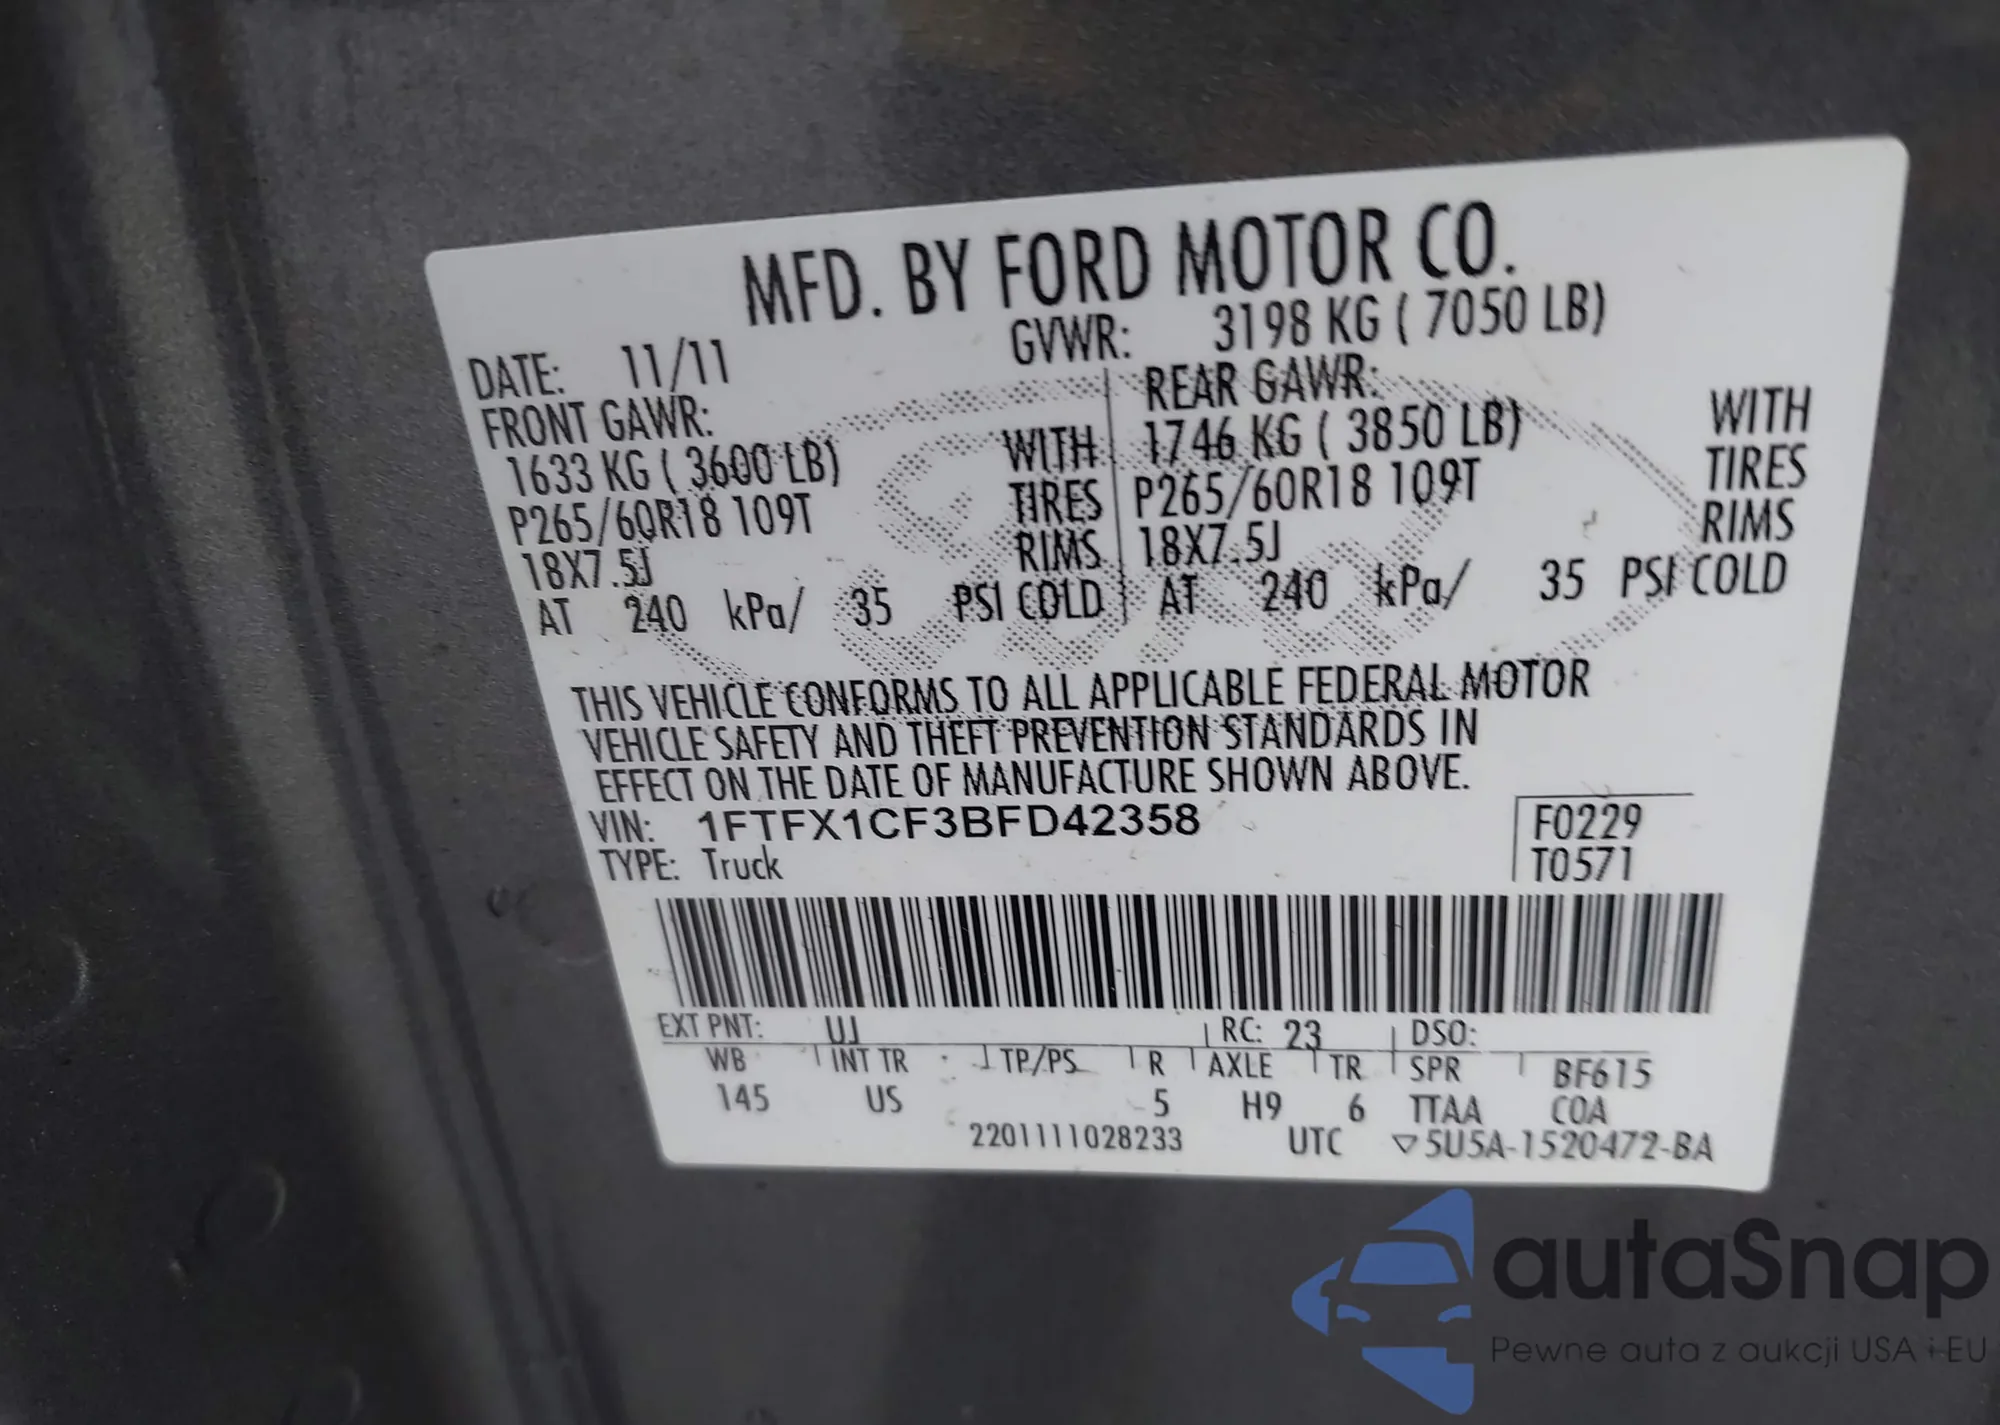 MFD. BY FORD MOTOR CO.
DATE: 11/11 GVWR: 3198 KG ( 7050 LB)
FRONT GAWR: REAR GAWR:
1633 KG ( 3600 LB) WITH 1746 KG ( 3850 LB) WITH
P265/60R18 109T TIRES P265/60R18 109T TIRES
18X7.5J RIMS 18X7.5J RIMS
AT 240 kPa/ 35 PSI COLD AT 240 kPa/ 35 PSI COLD
THIS VEHICLE CONFORMS TO ALL APPLICABLE FEDERAL MOTOR
VEHICLE SAFETY AND THEFT PREVENTION STANDARDS IN
EFFECT ON THE DATE OF MANUFACTURE SHOWN ABOVE.
VIN: 1FTFX1CF3BFD42358 F0229
TYPE: Truck T0571
EXT PNT: UJ RC: 23 DSO:
WB INT TR TP/PS R AXLE TR SPR BF615
145 US 5 H9 6 TTAA COA
2201111028233 UTC ▽5U5A-1520472-BA
autaSnap
Pewne auta z aukcji USA i EU